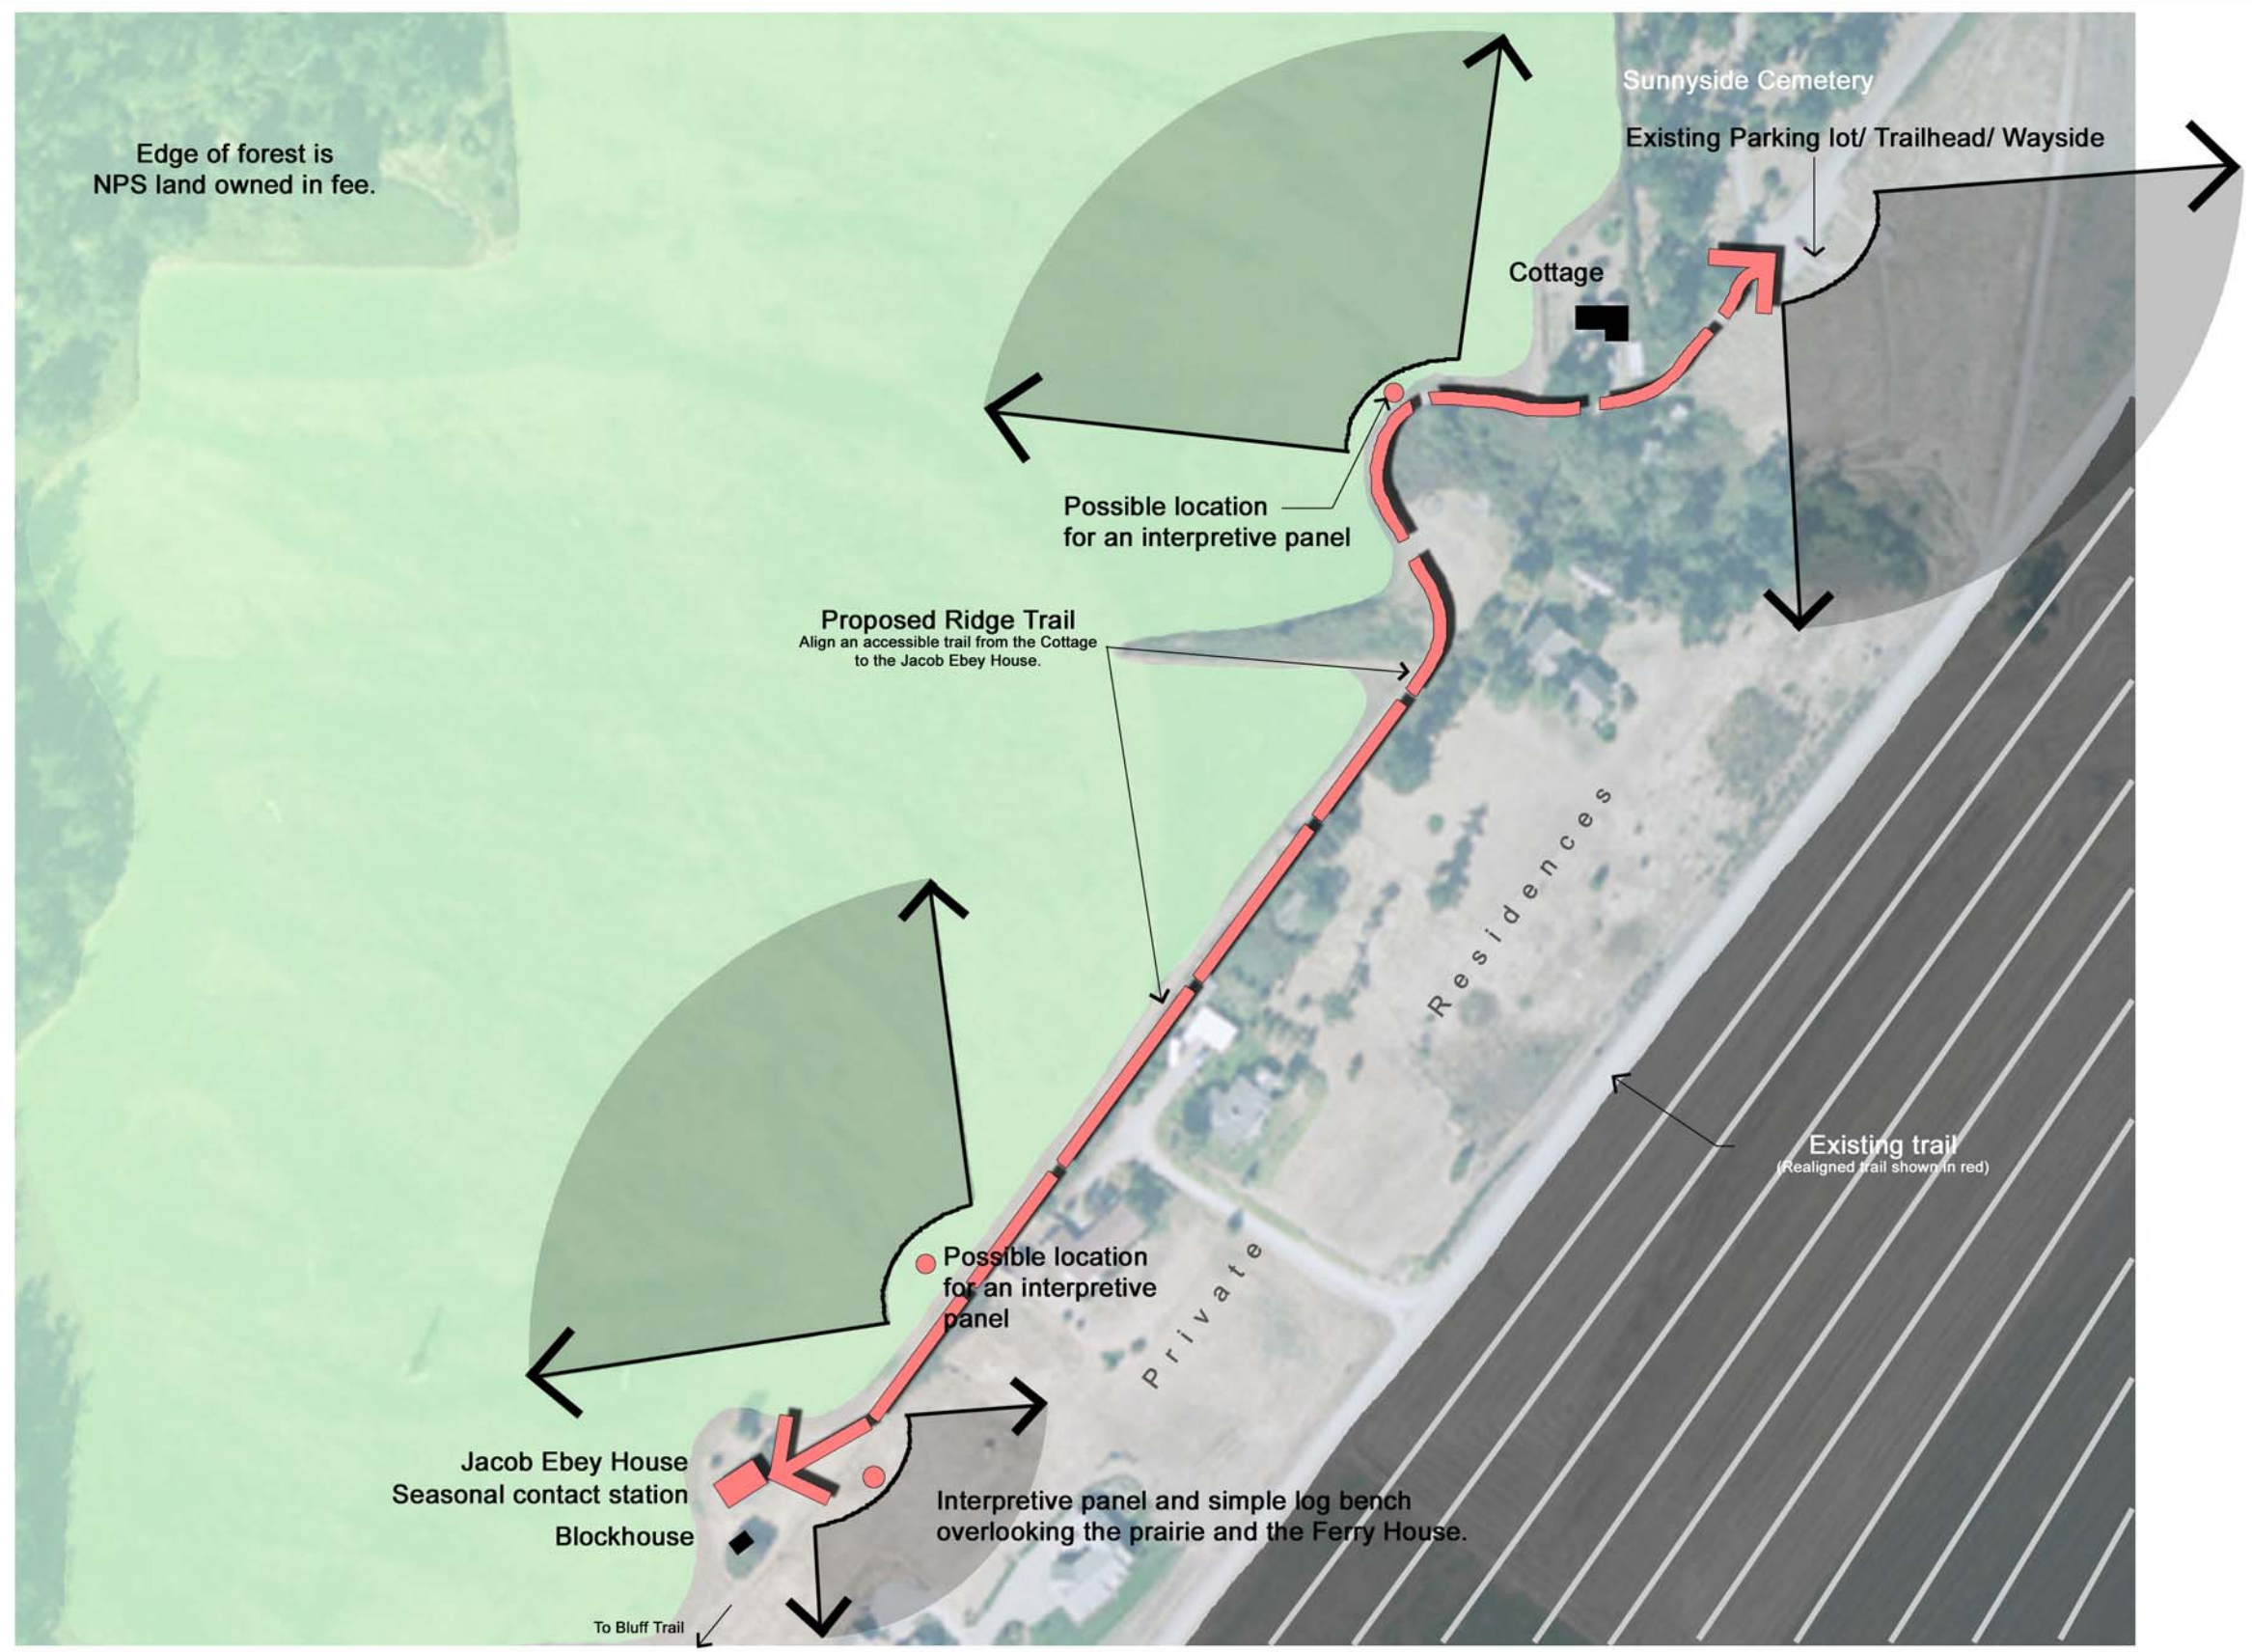 Sunnyside Cemetery
Existing Parking lot/ Trailhead/ Wayside
Edge of forest is
NPS land owned in fee.
Cottage
Possible location
for an interpretive panel
Proposed Ridge Trail
Align an accessible trail from the Cottage
to the Jacob Ebey House.
Residences
Existing trail
(Realigned trail shown in red)
Private
Possible location
for an interpretive
panel
Jacob Ebey House
Seasonal contact station
Blockhouse
Interpretive panel and simple log bench
overlooking the prairie and the Ferry House.
To Bluff Trail